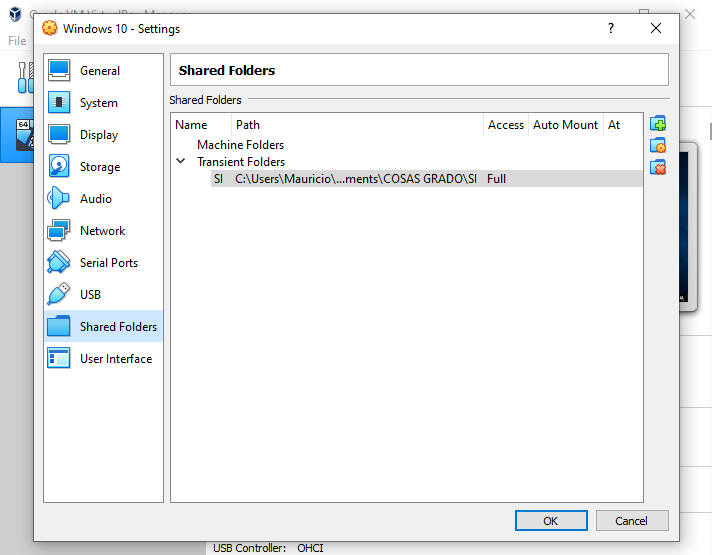 Windows 10 - Settings
File
General
System
Display
Storage
Audio
Network
Serial Ports
USB
Shared Folders
User Interface
Shared Folders
Shared Folders
Name Path Access Auto Mount At
Machine Folders
Transient Folders
SI C:\Users\Mauricio\...ments\COSAS GRADO\SI Full
OK Cancel
USB Controller: OHCI
64